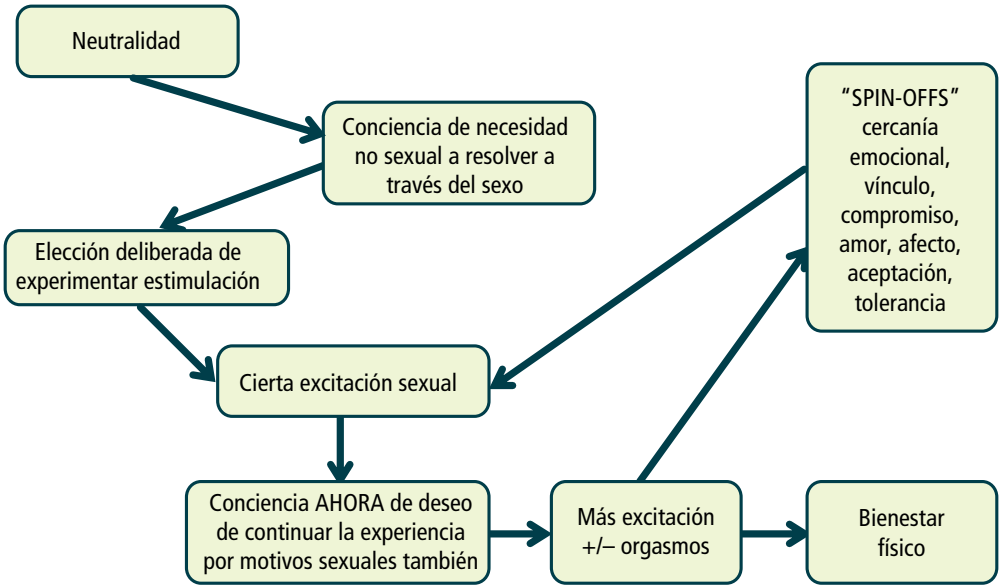 Neutralidad
Conciencia de necesidad
no sexual a resolver a
través del sexo
Elección deliberada de
experimentar estimulación
Cierta excitación sexual
Conciencia AHORA de deseo
de continuar la experiencia
por motivos sexuales también
Más excitación
+/– orgasmos
Bienestar
físico
“SPIN-OFFS”
cercanía
emocional,
vínculo,
compromiso,
amor, afecto,
aceptación,
tolerancia